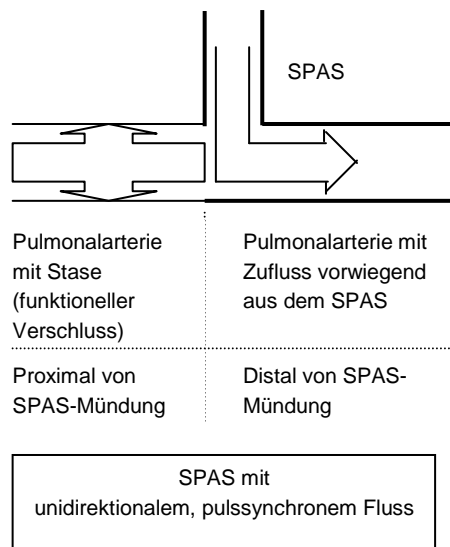 SPAS
Pulmonalarterie
mit Stase
(funktioneller
Verschluss)
Pulmonalarterie mit
Zufluss vorwiegend
aus dem SPAS
Proximal von
SPAS-Mündung
Distal von SPAS-
Mündung
SPAS mit
unidirektionalem, pulssynchronem Fluss